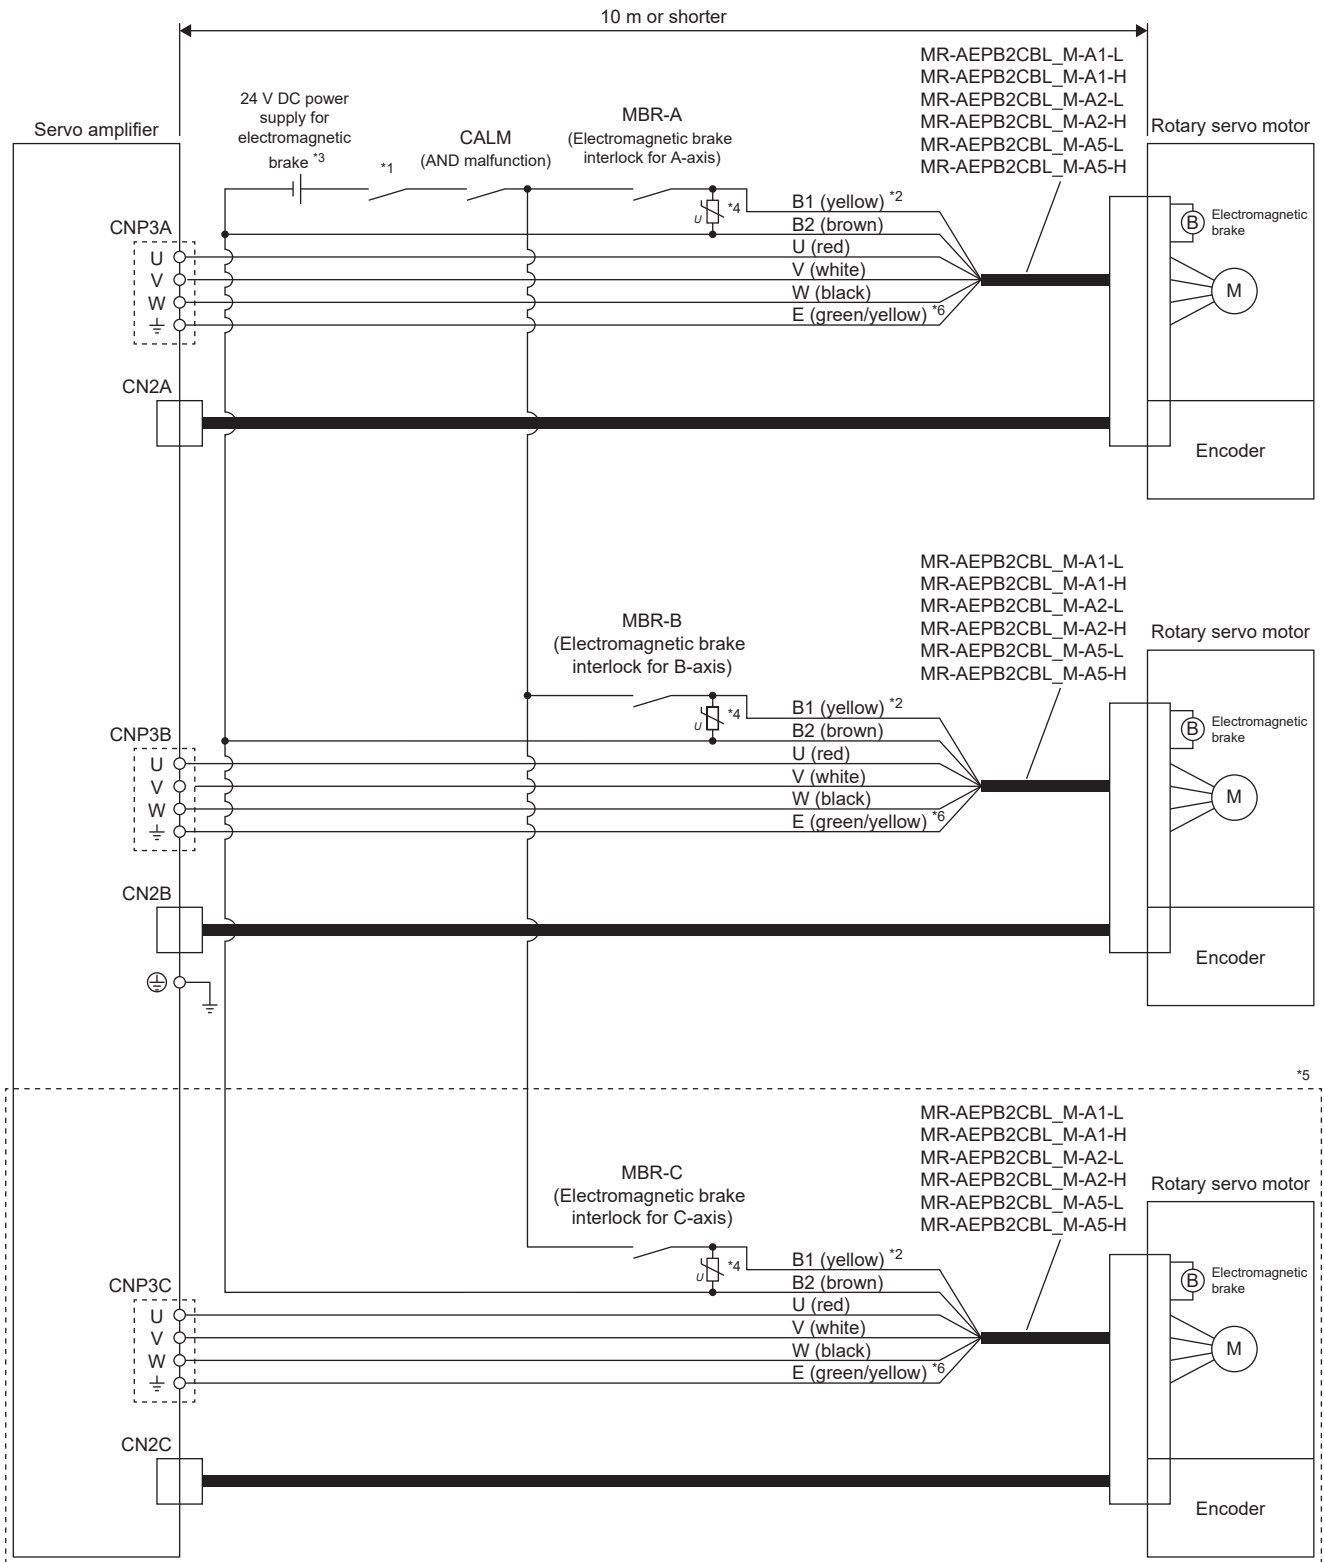 10 m or shorter
MR-AEPB2CBL_M-A1-L
MR-AEPB2CBL_M-A1-H
MR-AEPB2CBL_M-A2-L
MR-AEPB2CBL_M-A2-H
MR-AEPB2CBL_M-A5-L
MR-AEPB2CBL_M-A5-H
Servo amplifier
24 V DC power
supply for
electromagnetic
brake *3
*1
CALM
(AND malfunction)
MBR-A
(Electromagnetic brake
interlock for A-axis)
Rotary servo motor
U
*4
B1 (yellow) *2
B2 (brown)
U (red)
V (white)
W (black)
E (green/yellow) *6
CNP3A
U
V
W
B
Electromagnetic
brake
M
CN2A
Encoder
MR-AEPB2CBL_M-A1-L
MR-AEPB2CBL_M-A1-H
MR-AEPB2CBL_M-A2-L
MR-AEPB2CBL_M-A2-H
MR-AEPB2CBL_M-A5-L
MR-AEPB2CBL_M-A5-H
MBR-B
(Electromagnetic brake
interlock for B-axis)
Rotary servo motor
U
*4
B1 (yellow) *2
B2 (brown)
U (red)
V (white)
W (black)
E (green/yellow) *6
CNP3B
U
V
W
B
Electromagnetic
brake
M
CN2B
Encoder
*5
MR-AEPB2CBL_M-A1-L
MR-AEPB2CBL_M-A1-H
MR-AEPB2CBL_M-A2-L
MR-AEPB2CBL_M-A2-H
MR-AEPB2CBL_M-A5-L
MR-AEPB2CBL_M-A5-H
MBR-C
(Electromagnetic brake
interlock for C-axis)
Rotary servo motor
U
*4
B1 (yellow) *2
B2 (brown)
U (red)
V (white)
W (black)
E (green/yellow) *6
CNP3C
U
V
W
B
Electromagnetic
brake
M
CN2C
Encoder